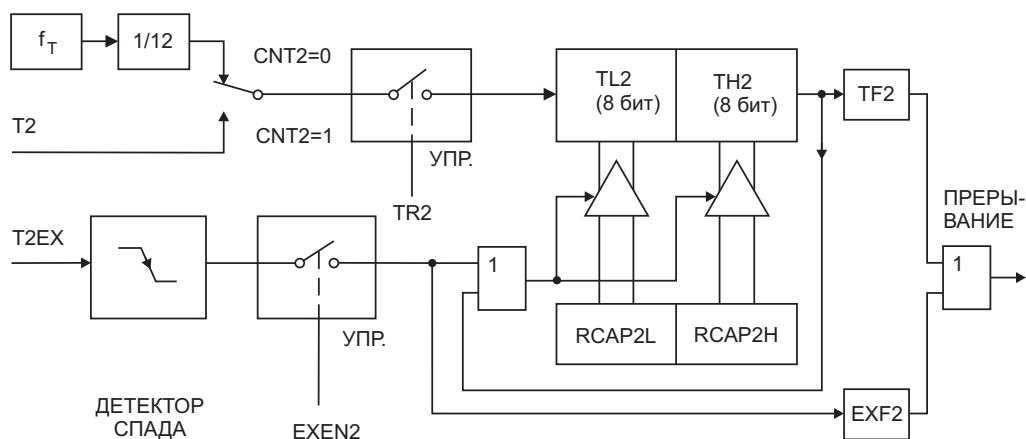 fT
1/12
CNT2=0
T2
CNT2=1
УПР.
TR2
TL2
(8 бит)
TH2
(8 бит)
TF2
ПРЕРЫ-
ВАНИЕ
T2EX
1
1
УПР.
RCAP2L
RCAP2H
ДЕТЕКТОР
СПАДА
EXEN2
EXF2